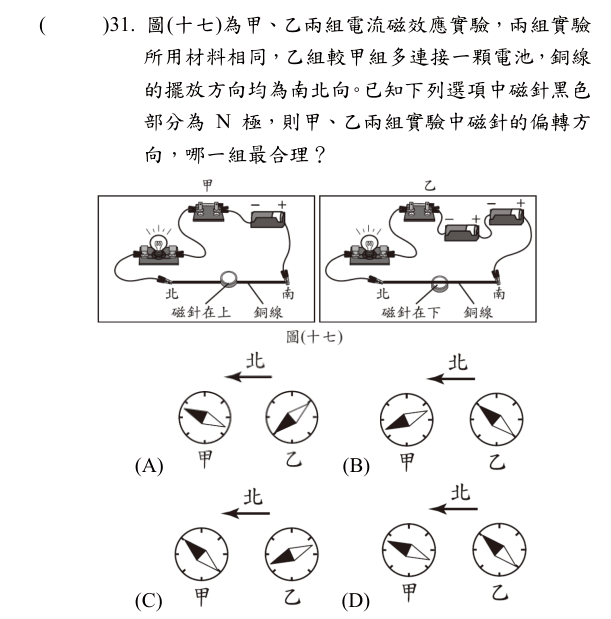 (　　)31. 圖(十七)為甲、乙兩組電流磁效應實驗，兩組實驗
所用材料相同，乙組較甲組多連接一顆電池，銅線
的擺放方向均為南北向。已知下列選項中磁針黑色
部分為 N 極，則甲、乙兩組實驗中磁針的偏轉方
向，哪一組最合理？
甲 乙
− + − + − +
北 南 北 南
磁針在上 銅線 磁針在下 銅線
圖(十七)
北 北
(A) 甲 乙 (B) 甲 乙
北 北
(C) 甲 乙 (D) 甲 乙